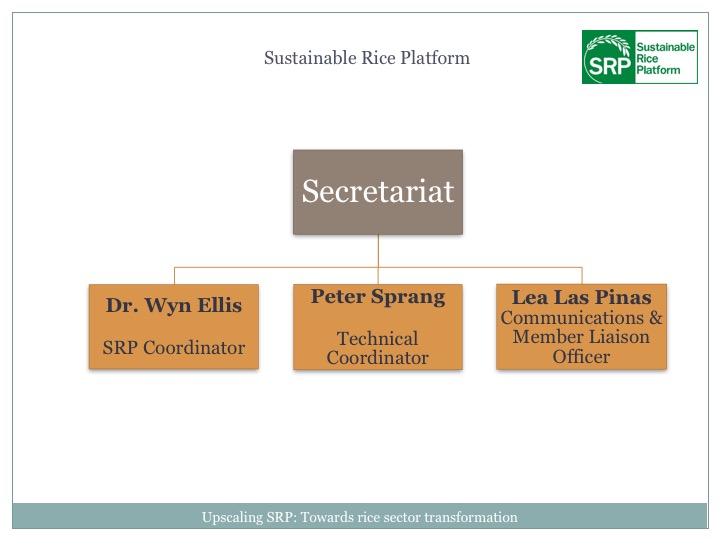 Sustainable Rice Platform
SRP
Sustainable
Rice
Platform
Secretariat
Dr. Wyn Ellis
SRP Coordinator
Peter Sprang
Technical
Coordinator
Lea Las Pinas
Communications &
Member Liaison
Officer
Upscaling SRP: Towards rice sector transformation